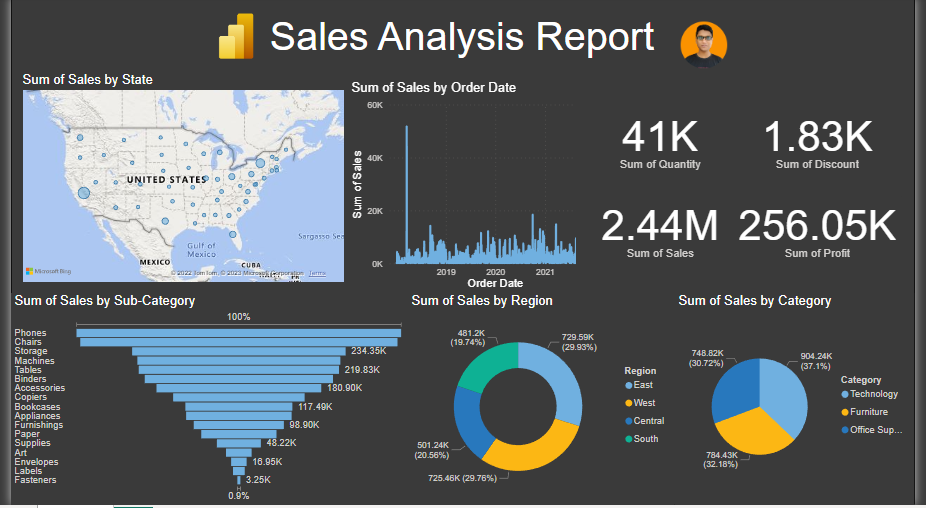 Sales Analysis Report
Sum of Sales by State
UNITED STATES
MEXICO
Gulf of
Mexico
CUBA
Sargasso Sea
Microsoft Bing
© 2022 TomTom, © 2023 Microsoft Corporation Terms
Sum of Sales by Order Date
Sum of Sales
60K
40K
20K
0K
2019 2020 2021
Order Date
41K
Sum of Quantity
1.83K
Sum of Discount
2.44M
Sum of Sales
256.05K
Sum of Profit
Sum of Sales by Sub-Category
100%
Phones
Chairs
Storage 234.35K
Machines
Tables 219.83K
Binders
Accessories 180.90K
Copiers
Bookcases 117.49K
Appliances
Furnishings 98.90K
Paper
Supplies 48.22K
Art
Envelopes 16.95K
Labels
Fasteners 3.25K
0.9%
Sum of Sales by Region
481.2K
(19.74%)
729.59K
(29.93%)
501.24K
(20.56%)
725.46K (29.76%)
Region
East
West
Central
South
Sum of Sales by Category
748.82K
(30.72%)
904.24K
(37.1%)
784.43K
(32.18%)
Category
Technology
Furniture
Office Sup...